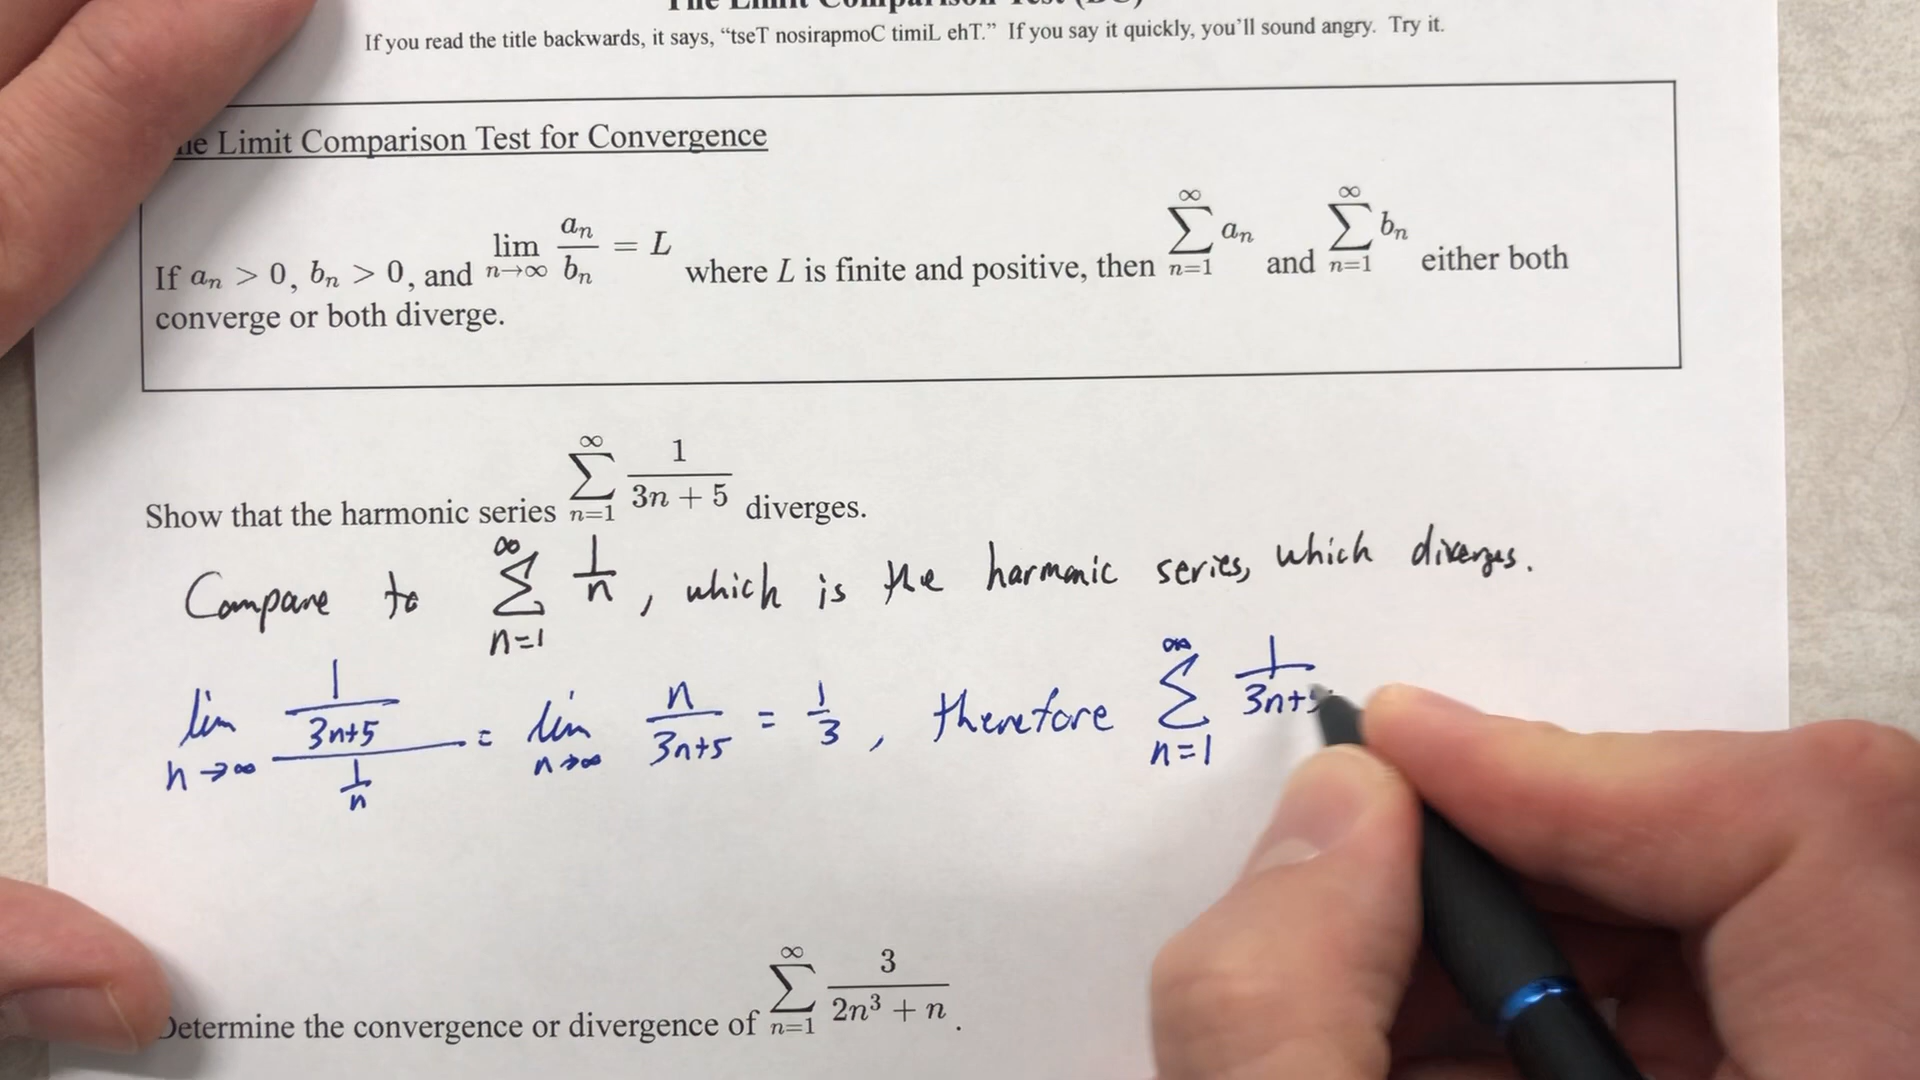 If you read the title backwards, it says, “tseT nosirapmoC timiL ehT.” If you say it quickly, you’ll sound angry. Try it.
Limit Comparison Test for Convergence
If aₙ > 0, bₙ > 0, and lim n→∞ aₙ/bₙ = L where L is finite and positive, then ∞ ∑ n=1 aₙ and ∞ ∑ n=1 bₙ either both
converge or both diverge.
Show that the harmonic series ∞ ∑ n=1 1/(3n + 5) diverges.
Compare to ∞ ∑ n=1 1/n, which is the harmonic series, which diverges.
lim n→∞ (1/(3n+5))/(1/n) = lim n→∞ n/(3n+5) = 1/3, therefore ∞ ∑ n=1 1/(3n+5
Determine the convergence or divergence of ∞ ∑ n=1 3/(2n³ + n).